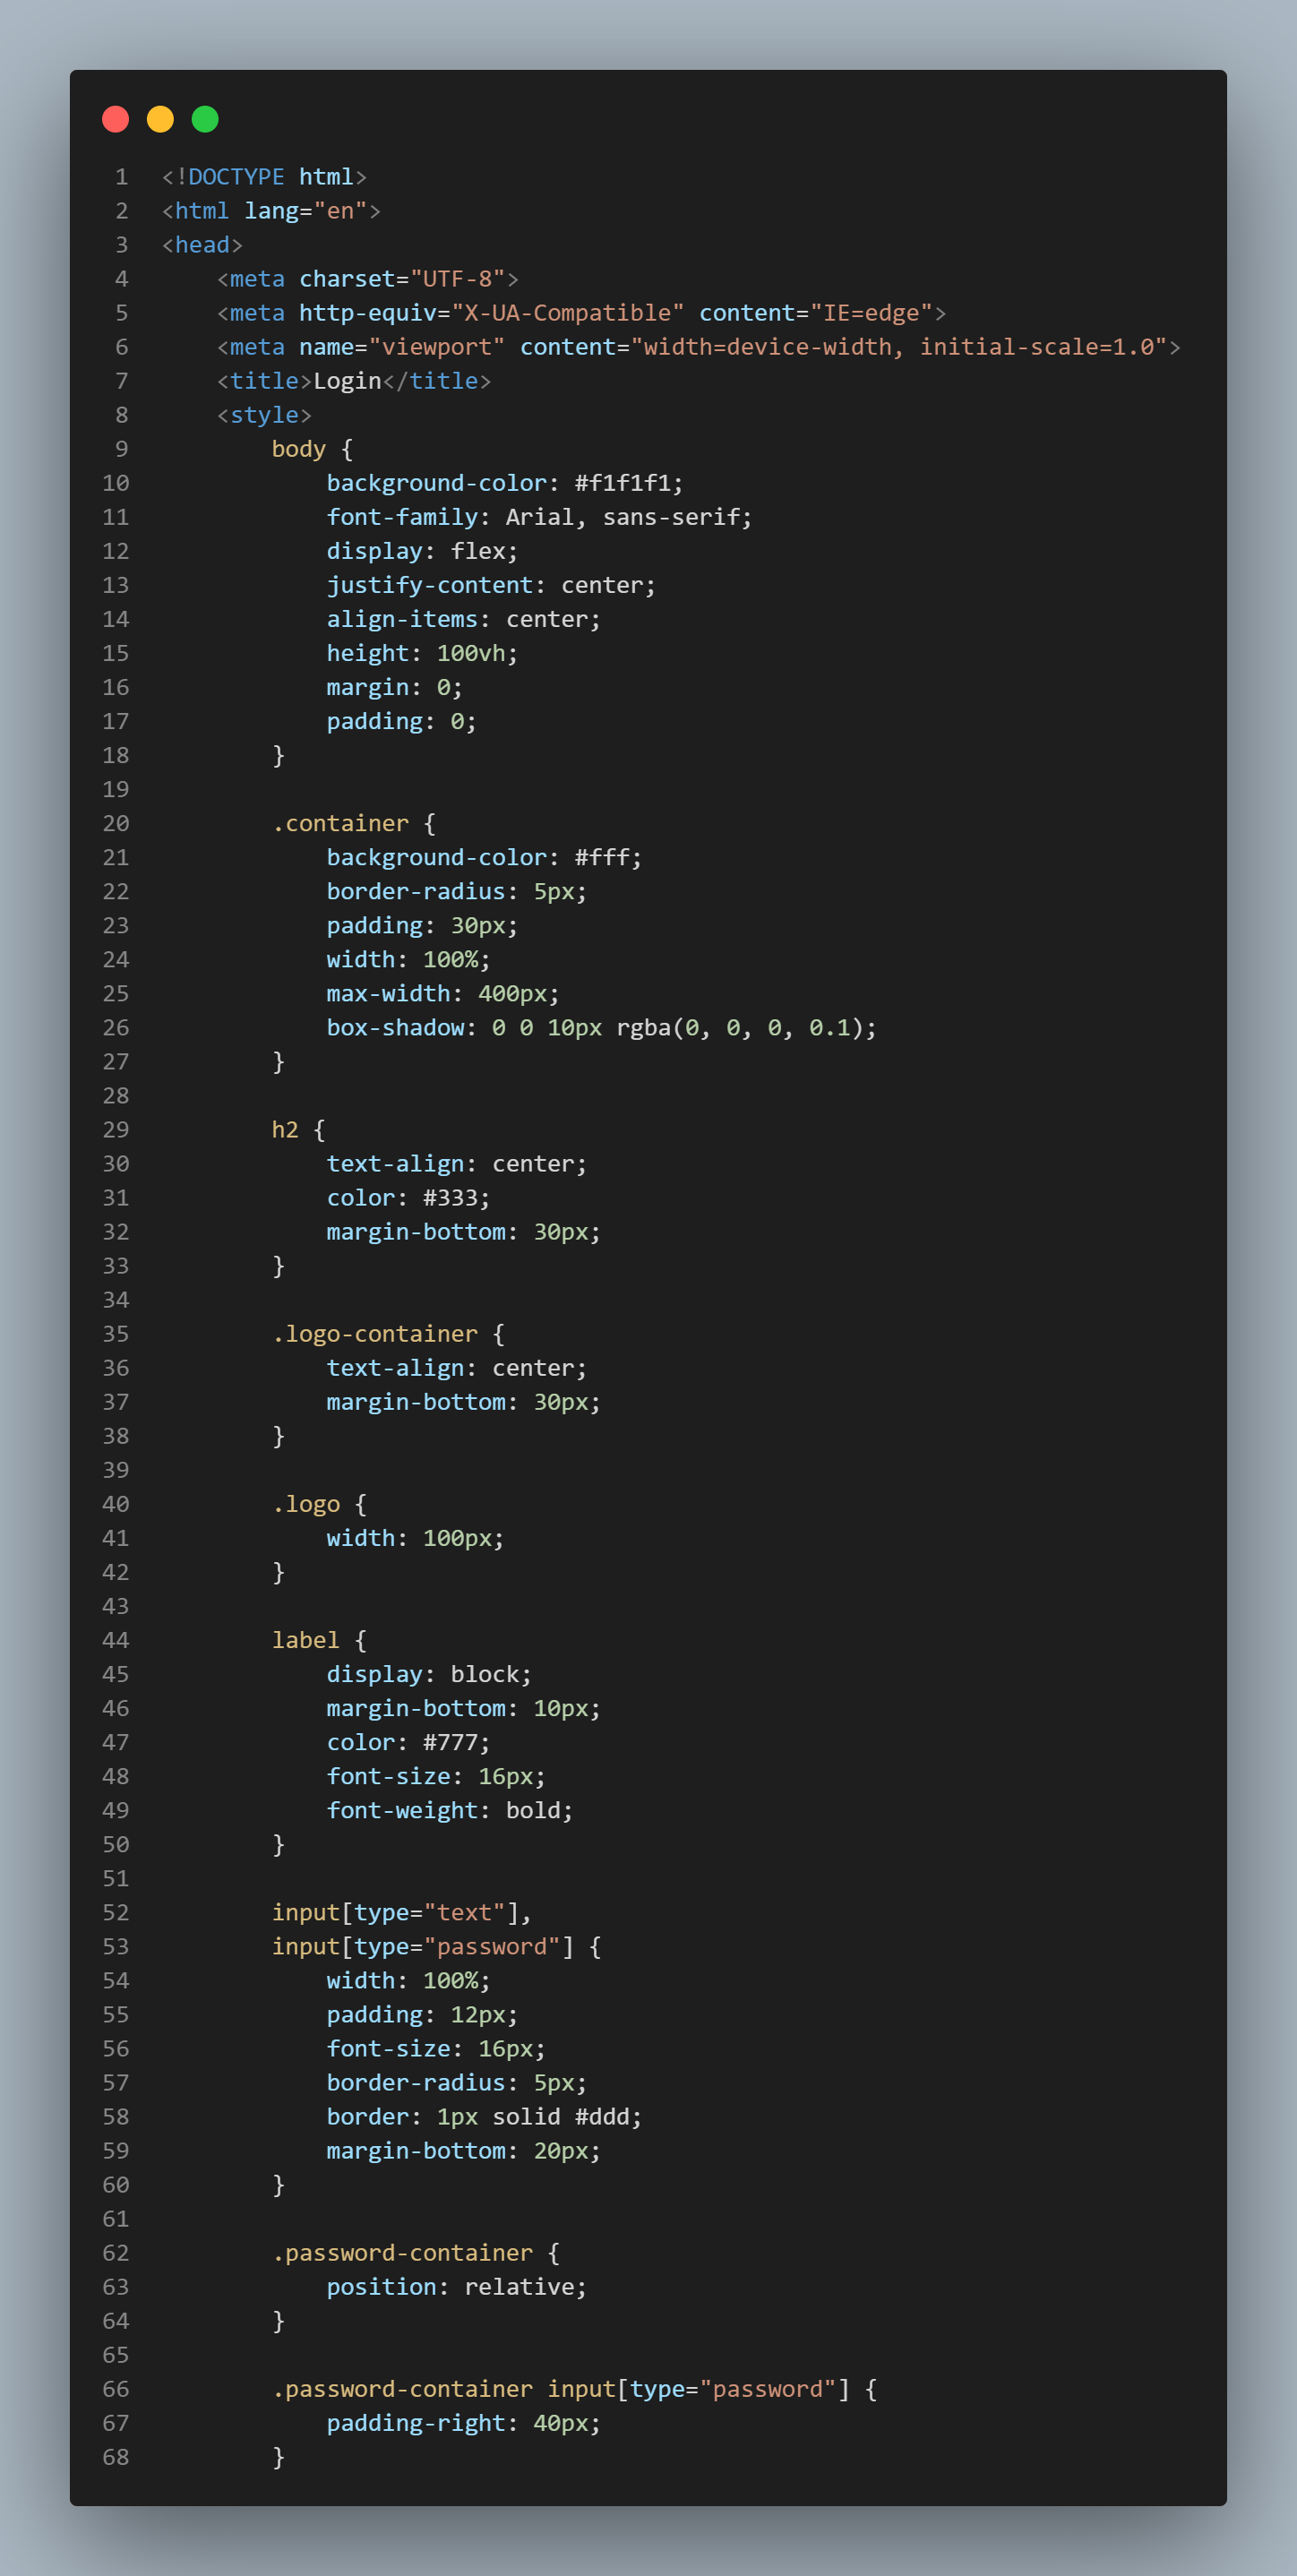 1 <!DOCTYPE html>
2 <html lang="en">
3 <head>
4     <meta charset="UTF-8">
5     <meta http-equiv="X-UA-Compatible" content="IE=edge">
6     <meta name="viewport" content="width=device-width, initial-scale=1.0">
7     <title>Login</title>
8     <style>
9         body {
10             background-color: #f1f1f1;
11             font-family: Arial, sans-serif;
12             display: flex;
13             justify-content: center;
14             align-items: center;
15             height: 100vh;
16             margin: 0;
17             padding: 0;
18         }
19
20         .container {
21             background-color: #fff;
22             border-radius: 5px;
23             padding: 30px;
24             width: 100%;
25             max-width: 400px;
26             box-shadow: 0 0 10px rgba(0, 0, 0, 0.1);
27         }
28
29         h2 {
30             text-align: center;
31             color: #333;
32             margin-bottom: 30px;
33         }
34
35         .logo-container {
36             text-align: center;
37             margin-bottom: 30px;
38         }
39
40         .logo {
41             width: 100px;
42         }
43
44         label {
45             display: block;
46             margin-bottom: 10px;
47             color: #777;
48             font-size: 16px;
49             font-weight: bold;
50         }
51
52         input[type="text"],
53         input[type="password"] {
54             width: 100%;
55             padding: 12px;
56             font-size: 16px;
57             border-radius: 5px;
58             border: 1px solid #ddd;
59             margin-bottom: 20px;
60         }
61
62         .password-container {
63             position: relative;
64         }
65
66         .password-container input[type="password"] {
67             padding-right: 40px;
68         }